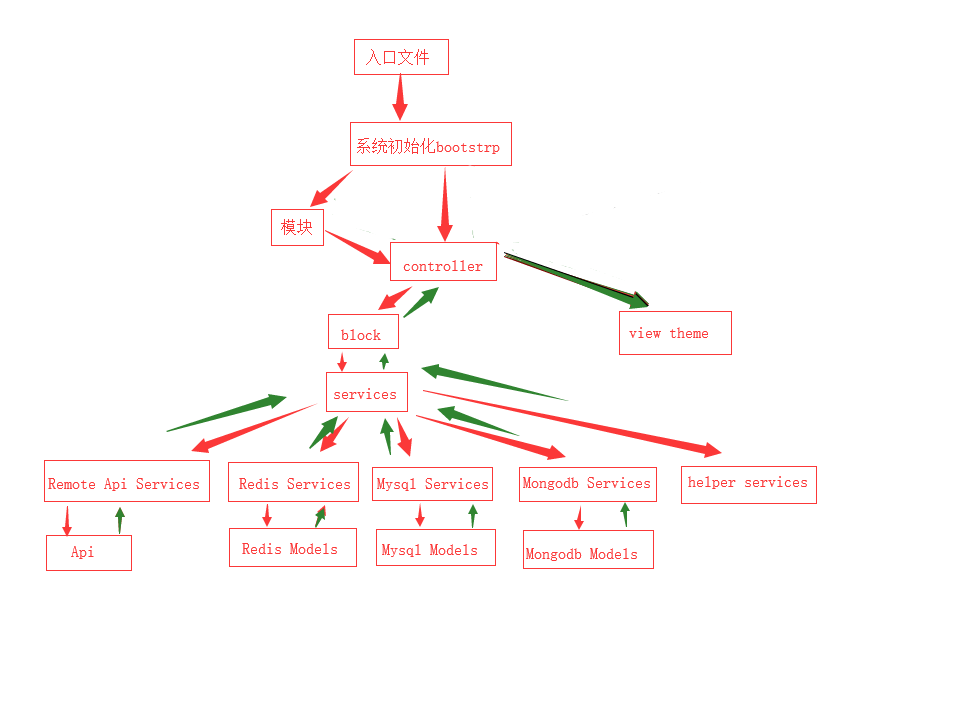 入口文件
系统初始化bootstrp
模块
controller
block
view theme
services
Remote Api Services
Redis Services
Mysql Services
Mongodb Services
helper services
Api
Redis Models
Mysql Models
Mongodb Models